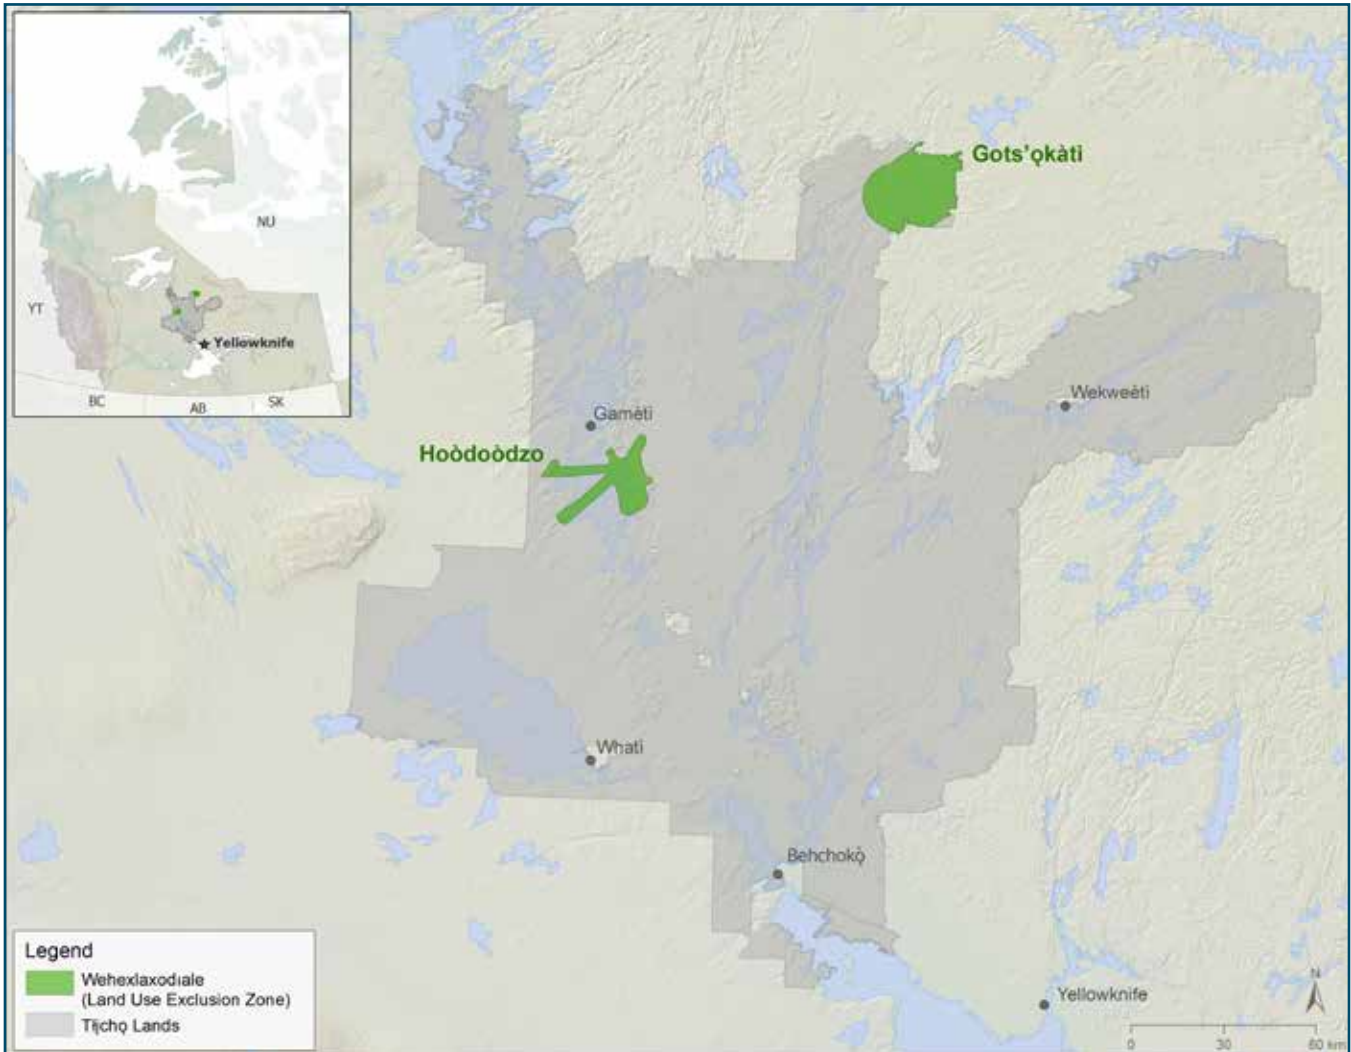 NU
YT
Yellowknife
BC
AB
SK
Gots'ǫkàtì
Wekweètì
Gamètì
Hoòdoòdzo
Whatì
Behchokǫ̀
Yellowknife
Legend
Wehexlaxodıale
(Land Use Exclusion Zone)
Tłı̨chǫ Lands
N
0 30 60 km